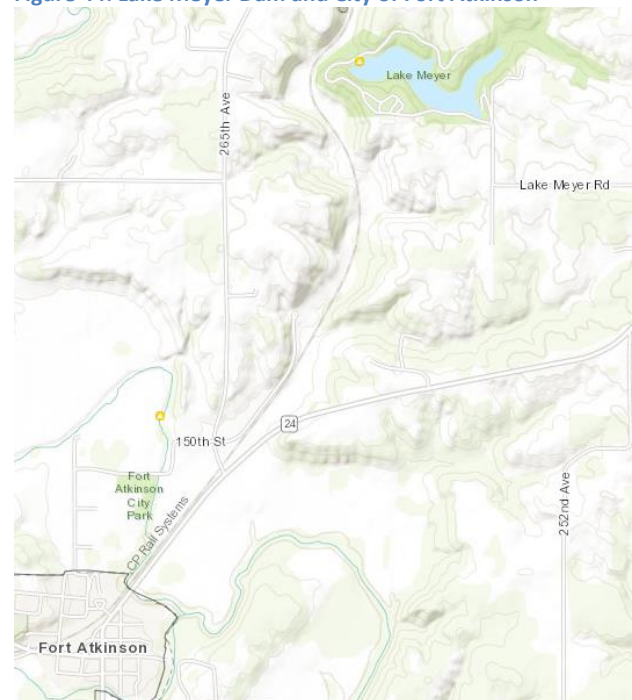 Lake Meyer
265th Ave
Lake Meyer Rd
24
150th St
Fort
Atkinson
City
Park
CP Rail Systems
252nd Ave
Fort Atkinson